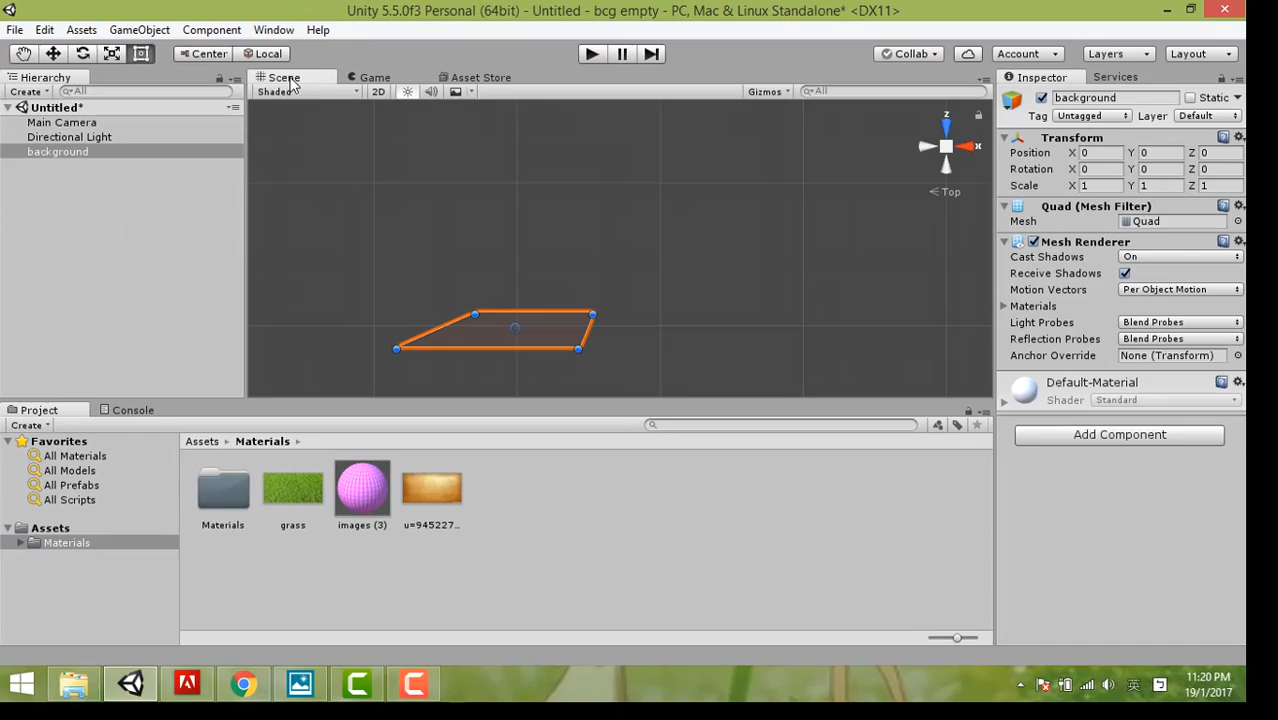 Unity 5.5.0f3 Personal (64bit) - Untitled - bcg empty - PC, Mac & Linux Standalone* <DX11>
File Edit Assets GameObject Component Window Help
Center Local Collab Account Layers Layout
Hierarchy
Create All
Untitled*
Main Camera
Directional Light
background
Scene Game Asset Store
Shaded 2D Gizmos All
z
x
Top
Inspector Services
background Static
Tag Untagged Layer Default
Transform
Position X 0 Y 0 Z 0
Rotation X 0 Y 0 Z 0
Scale X 1 Y 1 Z 1
Quad (Mesh Filter)
Mesh Quad
Mesh Renderer
Cast Shadows On
Receive Shadows
Motion Vectors Per Object Motion
Materials
Light Probes Blend Probes
Reflection Probes Blend Probes
Anchor Override None (Transform)
Default-Material
Shader Standard
Add Component
Project Console
Create
Favorites
All Materials
All Models
All Prefabs
All Scripts
Assets
Materials
Assets Materials
Materials grass images (3) u=945227...
英
11:20 PM
19/1/2017